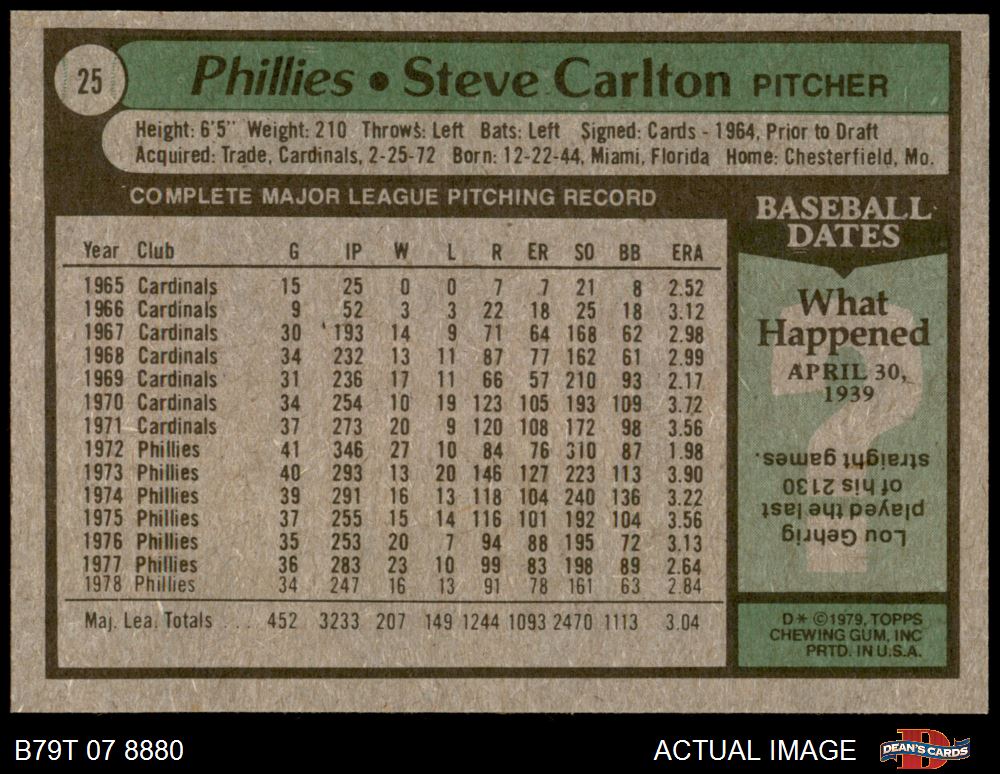 25
Phillies • Steve Carlton PITCHER
Height: 6'5" Weight: 210 Throws: Left Bats: Left Signed: Cards - 1964, Prior to Draft
Acquired: Trade, Cardinals, 2-25-72 Born: 12-22-44, Miami, Florida Home: Chesterfield, Mo.
COMPLETE MAJOR LEAGUE PITCHING RECORD
Year Club G IP W L R ER SO BB ERA
1965 Cardinals 15 25 0 0 7 7 21 8 2.52
1966 Cardinals 9 52 3 3 22 18 25 18 3.12
1967 Cardinals 30 193 14 9 71 64 168 62 2.98
1968 Cardinals 34 232 13 11 87 77 162 61 2.99
1969 Cardinals 31 236 17 11 66 57 210 93 2.17
1970 Cardinals 34 254 10 19 123 105 193 109 3.72
1971 Cardinals 37 273 20 9 120 108 172 98 3.56
1972 Phillies 41 346 27 10 84 76 310 87 1.98
1973 Phillies 40 293 13 20 146 127 223 113 3.90
1974 Phillies 39 291 16 13 118 104 240 136 3.22
1975 Phillies 37 255 15 14 116 101 192 104 3.56
1976 Phillies 35 253 20 7 94 88 195 72 3.13
1977 Phillies 36 283 23 10 99 83 198 89 2.64
1978 Phillies 34 247 16 13 91 78 161 63 2.84
Maj. Lea. Totals . . . 452 3233 207 149 1244 1093 2470 1113 3.04
BASEBALL
DATES
What
Happened
APRIL 30,
1939
Lou Gehrig
played the last
of his 2130
straight games.
D* ©1979, TOPPS
CHEWING GUM, INC
PRTD. IN U.S.A.
B79T 07 8880
ACTUAL IMAGE
DEAN'S CARDS